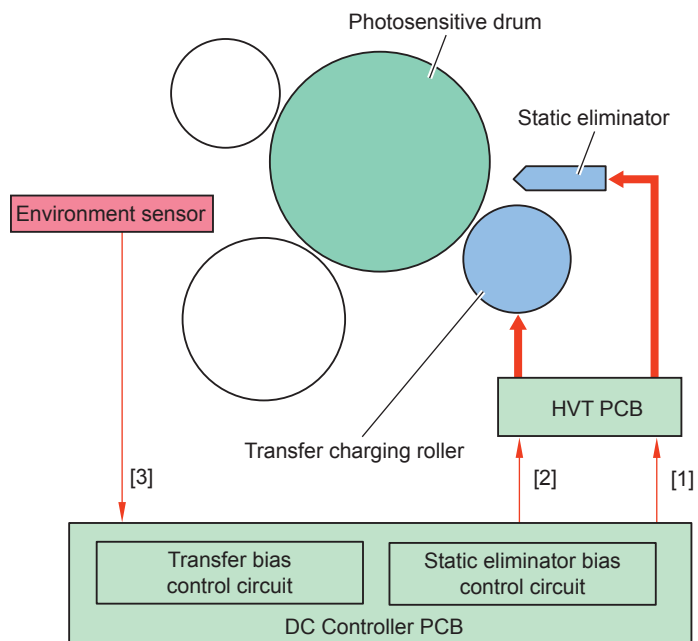 Photosensitive drum
Static eliminator
Environment sensor
HVT PCB
Transfer charging roller
[3]
[2]
[1]
Transfer bias
control circuit
Static eliminator bias
control circuit
DC Controller PCB